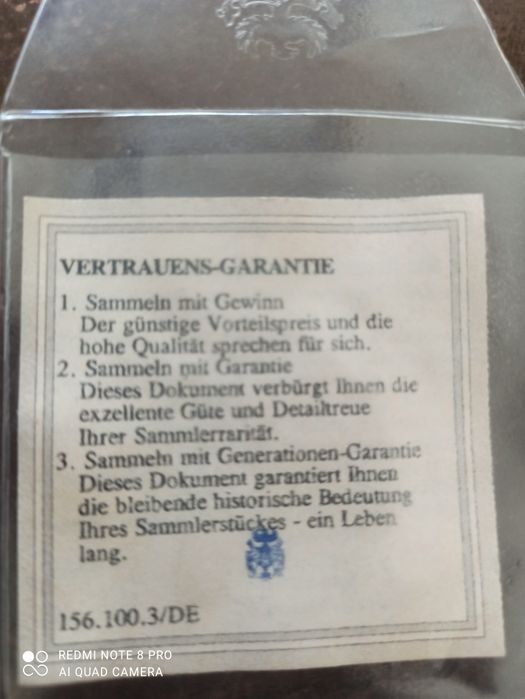 VERTRAUENS-GARANTIE
1. Sammeln mit Gewinn
Der günstige Vorteilspreis und die
hohe Qualität sprechen für sich.
2. Sammeln mit Garantie
Dieses Dokument verbürgt Ihnen die
exzellente Güte und Detailtreue
Ihrer Sammlerrarität.
3. Sammeln mit Generationen-Garantie
Dieses Dokument garantiert Ihnen
die bleibende historische Bedeutung
Ihres Sammlerstückes - ein Leben
lang.
156.100.3/DE
REDMI NOTE 8 PRO
AI QUAD CAMERA